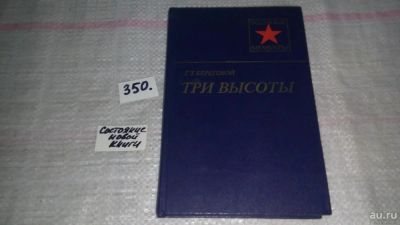 350.
Состояние
новой
книги
Г.Т. БЕРЕГОВОЙ
ТРИ ВЫСОТЫ
au.ru